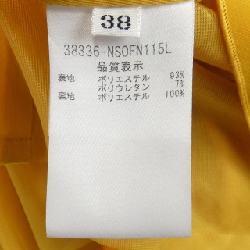 38
38336-NSOFN115L
品質表示
表地 ポリエステル 93%
ポリウレタン 7%
裏地 ポリエステル 100%